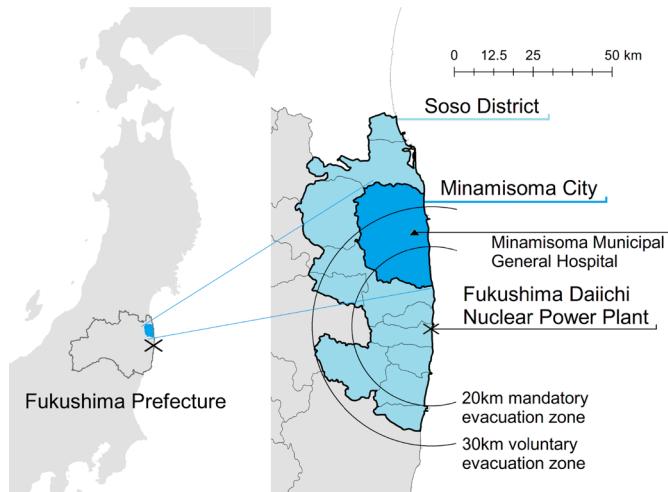 0 12.5 25 50 km
Soso District
Minamisoma City
Minamisoma Municipal
General Hospital
Fukushima Daiichi
Nuclear Power Plant
Fukushima Prefecture
20km mandatory
evacuation zone
30km voluntary
evacuation zone